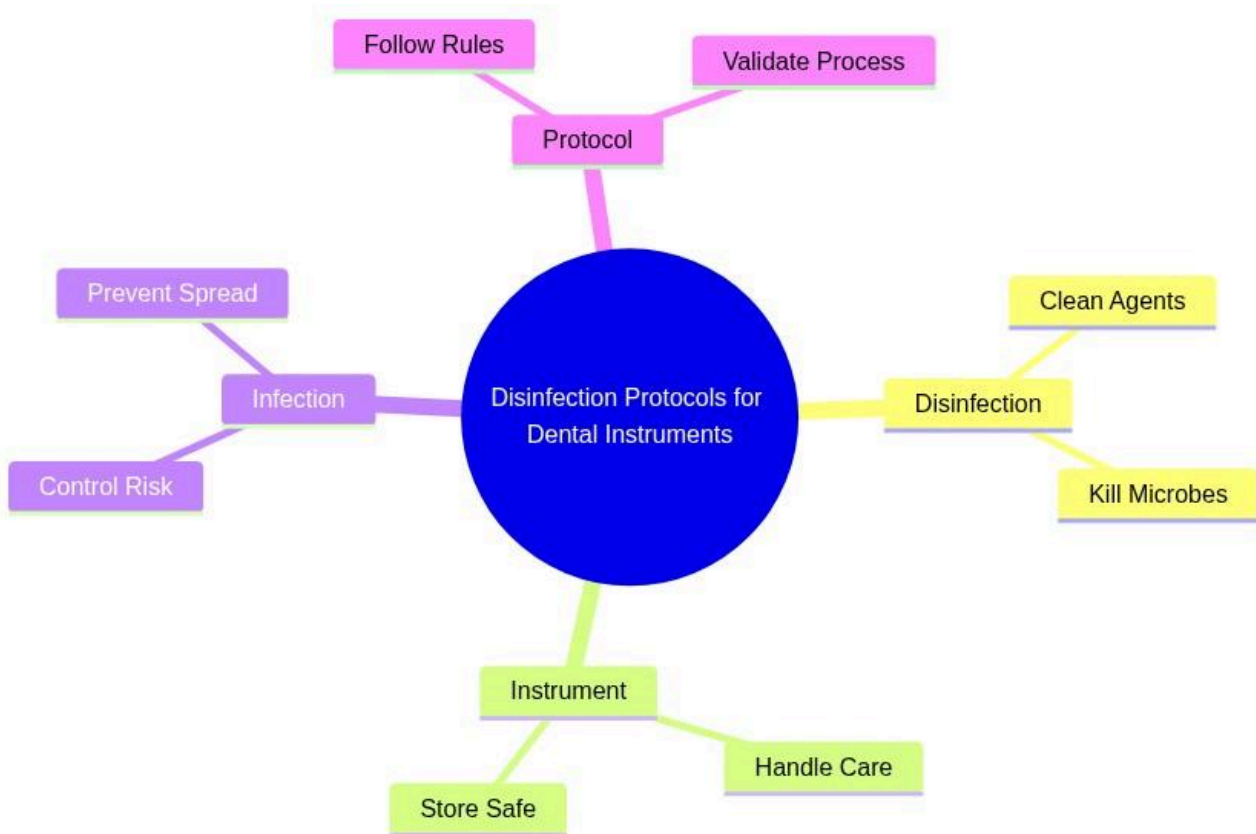 Follow Rules
Validate Process
Protocol
Prevent Spread
Infection
Control Risk
Disinfection Protocols for
Dental Instruments
Clean Agents
Disinfection
Kill Microbes
Instrument
Handle Care
Store Safe